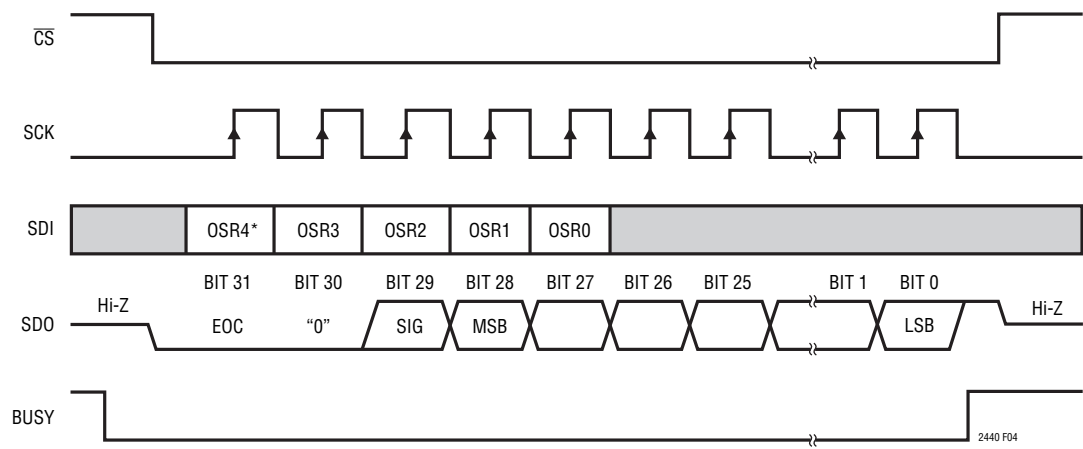 CS
SCK
SDI OSR4* OSR3 OSR2 OSR1 OSR0
BIT 31 BIT 30 BIT 29 BIT 28 BIT 27 BIT 26 BIT 25 BIT 1 BIT 0
SDO Hi-Z EOC “0” SIG MSB LSB Hi-Z
BUSY
2440 F04